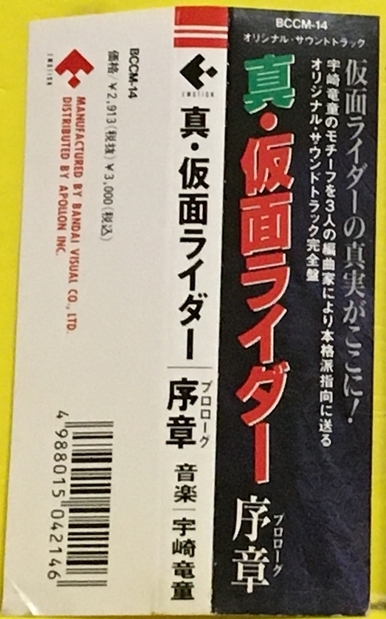 BCCM-14
オリジナル・サウンドトラック
仮面ライダーの真実がここに！
宇崎竜童のモチーフを3人の編曲家により本格派指向に送る
オリジナル・サウンドトラック完全盤
真・仮面ライダー
序章
プロローグ
EMOTION
真・仮面ライダー
序章
プロローグ
音楽｜宇崎竜童
BCCM-14
価格/￥2,913(税抜)￥3,000(税込)
EMOTION
MANUFACTURED BY BANDAI VISUAL CO., LTD.
DISTRIBUTED BY APOLLON INC.
4 988015 042146